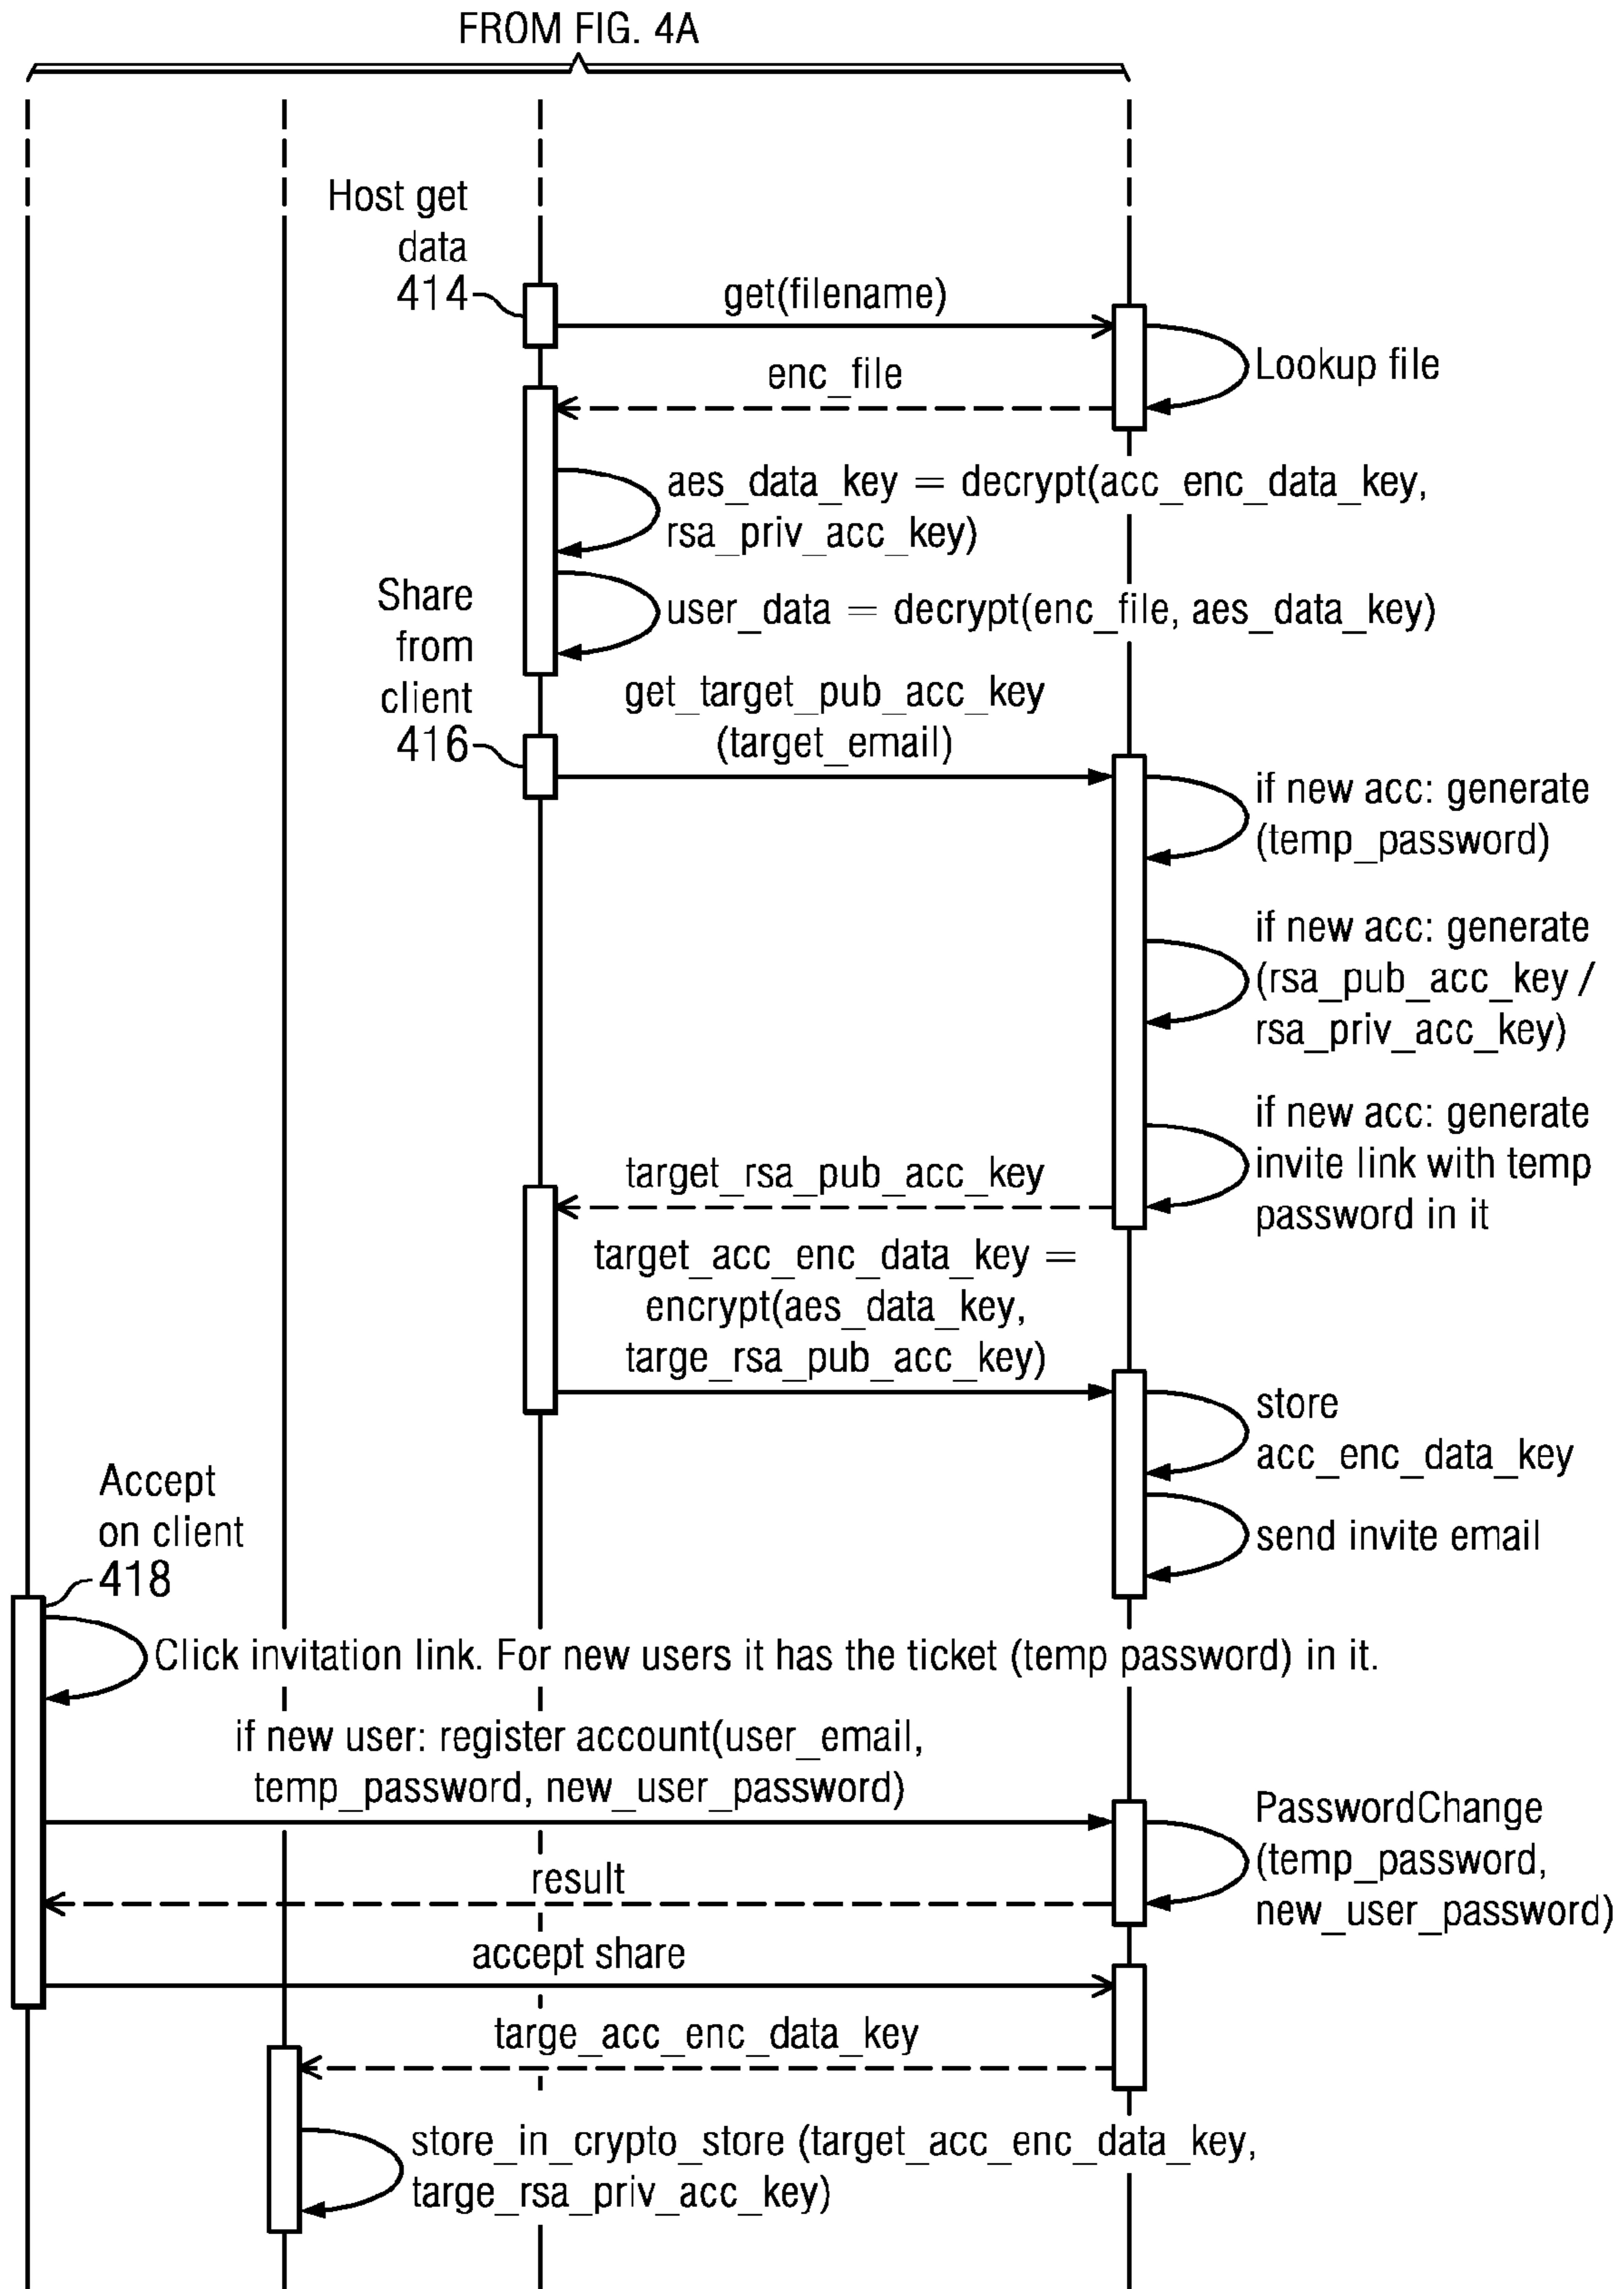 FROM FIG. 4A
Host get
data
414
get(filename)
Lookup file
enc_file
aes_data_key = decrypt(acc_enc_data_key,
rsa_priv_acc_key)
user_data = decrypt(enc_file, aes_data_key)
Share
from
client
416
get_target_pub_acc_key
(target_email)
if new acc: generate
(temp_password)
if new acc: generate
(rsa_pub_acc_key /
rsa_priv_acc_key)
if new acc: generate
invite link with temp
password in it
target_rsa_pub_acc_key
target_acc_enc_data_key =
encrypt(aes_data_key,
targe_rsa_pub_acc_key)
store
acc_enc_data_key
send invite email
Accept
on client
418
Click invitation link. For new users it has the ticket (temp password) in it.
if new user: register account(user_email,
temp_password, new_user_password)
PasswordChange
(temp_password,
new_user_password)
result
accept share
targe_acc_enc_data_key
store_in_crypto_store (target_acc_enc_data_key,
targe_rsa_priv_acc_key)